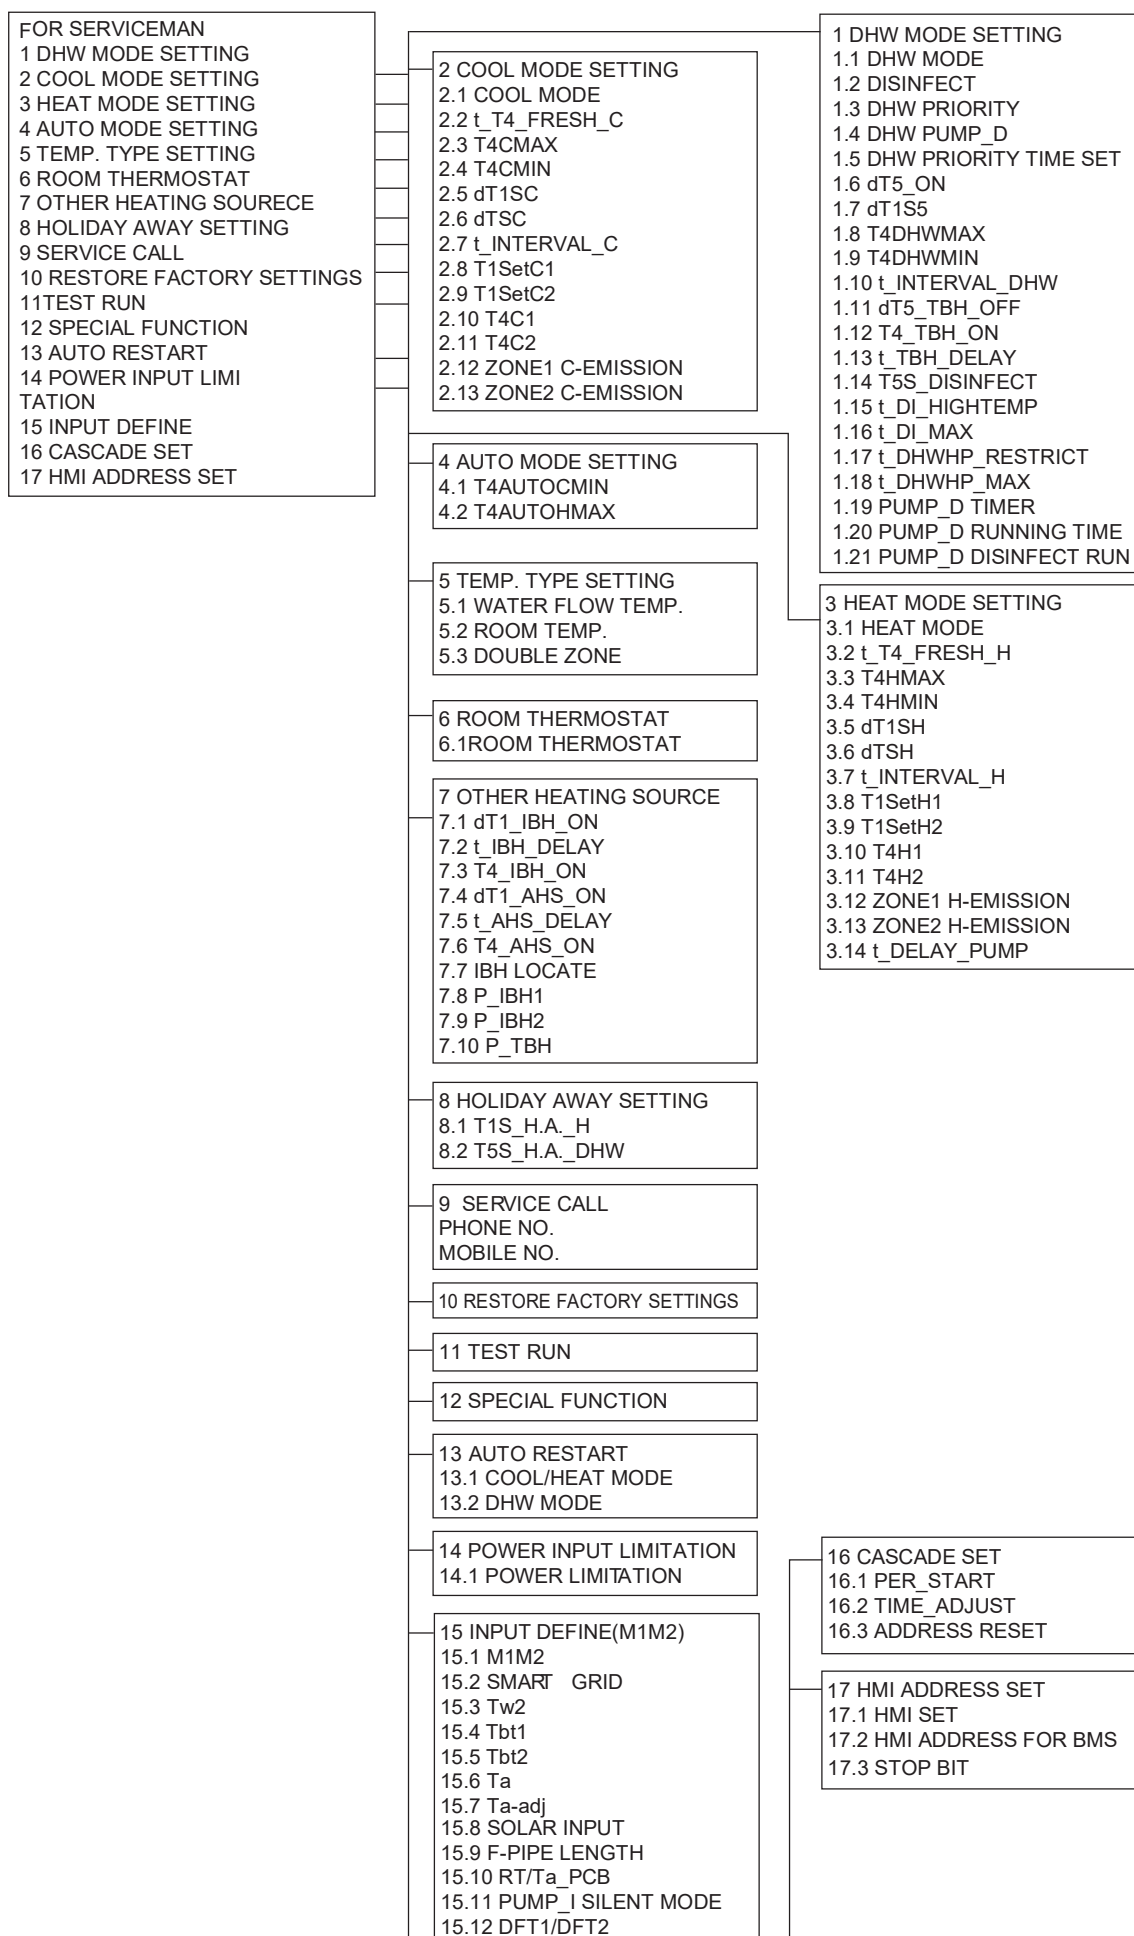 FOR SERVICEMAN
1 DHW MODE SETTING
2 COOL MODE SETTING
3 HEAT MODE SETTING
4 AUTO MODE SETTING
5 TEMP. TYPE SETTING
6 ROOM THERMOSTAT
7 OTHER HEATING SOURECE
8 HOLIDAY AWAY SETTING
9 SERVICE CALL
10 RESTORE FACTORY SETTINGS
11TEST RUN
12 SPECIAL FUNCTION
13 AUTO RESTART
14 POWER INPUT LIMI
TATION
15 INPUT DEFINE
16 CASCADE SET
17 HMI ADDRESS SET
2 COOL MODE SETTING
2.1 COOL MODE
2.2 t_T4_FRESH_C
2.3 T4CMAX
2.4 T4CMIN
2.5 dT1SC
2.6 dTSC
2.7 t_INTERVAL_C
2.8 T1SetC1
2.9 T1SetC2
2.10 T4C1
2.11 T4C2
2.12 ZONE1 C-EMISSION
2.13 ZONE2 C-EMISSION
4 AUTO MODE SETTING
4.1 T4AUTOCMIN
4.2 T4AUTOHMAX
5 TEMP. TYPE SETTING
5.1 WATER FLOW TEMP.
5.2 ROOM TEMP.
5.3 DOUBLE ZONE
6 ROOM THERMOSTAT
6.1ROOM THERMOSTAT
7 OTHER HEATING SOURCE
7.1 dT1_IBH_ON
7.2 t_IBH_DELAY
7.3 T4_IBH_ON
7.4 dT1_AHS_ON
7.5 t_AHS_DELAY
7.6 T4_AHS_ON
7.7 IBH LOCATE
7.8 P_IBH1
7.9 P_IBH2
7.10 P_TBH
8 HOLIDAY AWAY SETTING
8.1 T1S_H.A._H
8.2 T5S_H.A._DHW
9 SERVICE CALL
PHONE NO.
MOBILE NO.
10 RESTORE FACTORY SETTINGS
11 TEST RUN
12 SPECIAL FUNCTION
13 AUTO RESTART
13.1 COOL/HEAT MODE
13.2 DHW MODE
14 POWER INPUT LIMITATION
14.1 POWER LIMITATION
15 INPUT DEFINE(M1M2)
15.1 M1M2
15.2 SMART GRID
15.3 Tw2
15.4 Tbt1
15.5 Tbt2
15.6 Ta
15.7 Ta-adj
15.8 SOLAR INPUT
15.9 F-PIPE LENGTH
15.10 RT/Ta_PCB
15.11 PUMP_I SILENT MODE
15.12 DFT1/DFT2
1 DHW MODE SETTING
1.1 DHW MODE
1.2 DISINFECT
1.3 DHW PRIORITY
1.4 DHW PUMP_D
1.5 DHW PRIORITY TIME SET
1.6 dT5_ON
1.7 dT1S5
1.8 T4DHWMAX
1.9 T4DHWMIN
1.10 t_INTERVAL_DHW
1.11 dT5_TBH_OFF
1.12 T4_TBH_ON
1.13 t_TBH_DELAY
1.14 T5S_DISINFECT
1.15 t_DI_HIGHTEMP
1.16 t_DI_MAX
1.17 t_DHWHP_RESTRICT
1.18 t_DHWHP_MAX
1.19 PUMP_D TIMER
1.20 PUMP_D RUNNING TIME
1.21 PUMP_D DISINFECT RUN
3 HEAT MODE SETTING
3.1 HEAT MODE
3.2 t_T4_FRESH_H
3.3 T4HMAX
3.4 T4HMIN
3.5 dT1SH
3.6 dTSH
3.7 t_INTERVAL_H
3.8 T1SetH1
3.9 T1SetH2
3.10 T4H1
3.11 T4H2
3.12 ZONE1 H-EMISSION
3.13 ZONE2 H-EMISSION
3.14 t_DELAY_PUMP
16 CASCADE SET
16.1 PER_START
16.2 TIME_ADJUST
16.3 ADDRESS RESET
17 HMI ADDRESS SET
17.1 HMI SET
17.2 HMI ADDRESS FOR BMS
17.3 STOP BIT